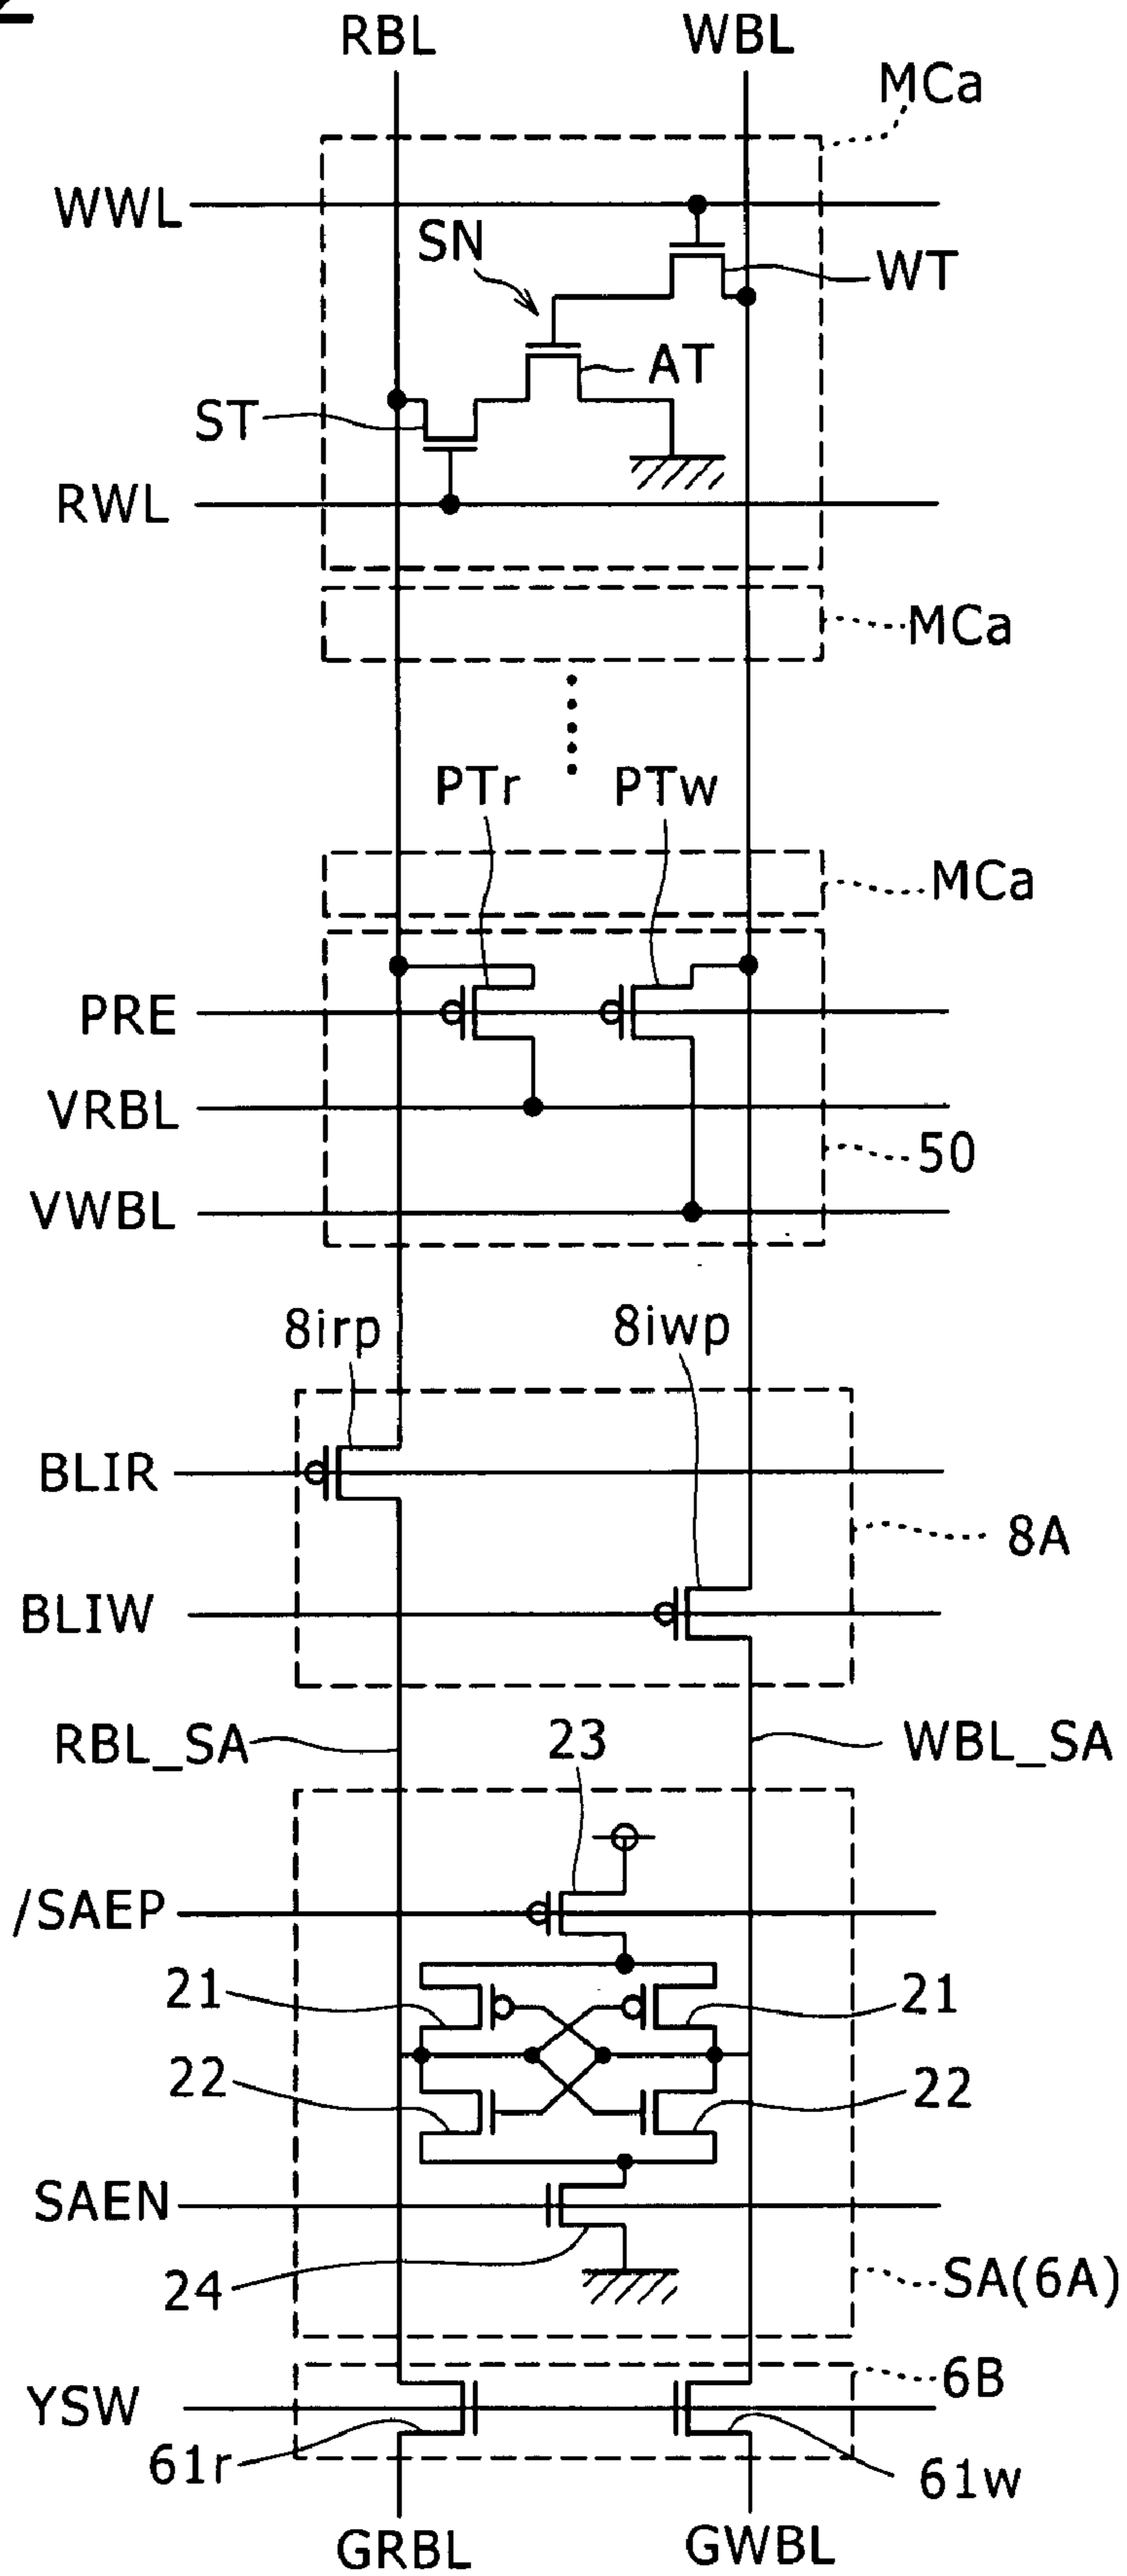 2
RBL
WBL
MCa
WWL
SN
WT
AT
ST
RWL
MCa
PTr
PTw
MCa
PRE
VRBL
50
VWBL
8irp
8iwp
BLIR
8A
BLIW
RBL_SA
23
WBL_SA
/SAEP
21
21
22
22
SAEN
24
SA(6A)
6B
YSW
61r
61w
GRBL
GWBL